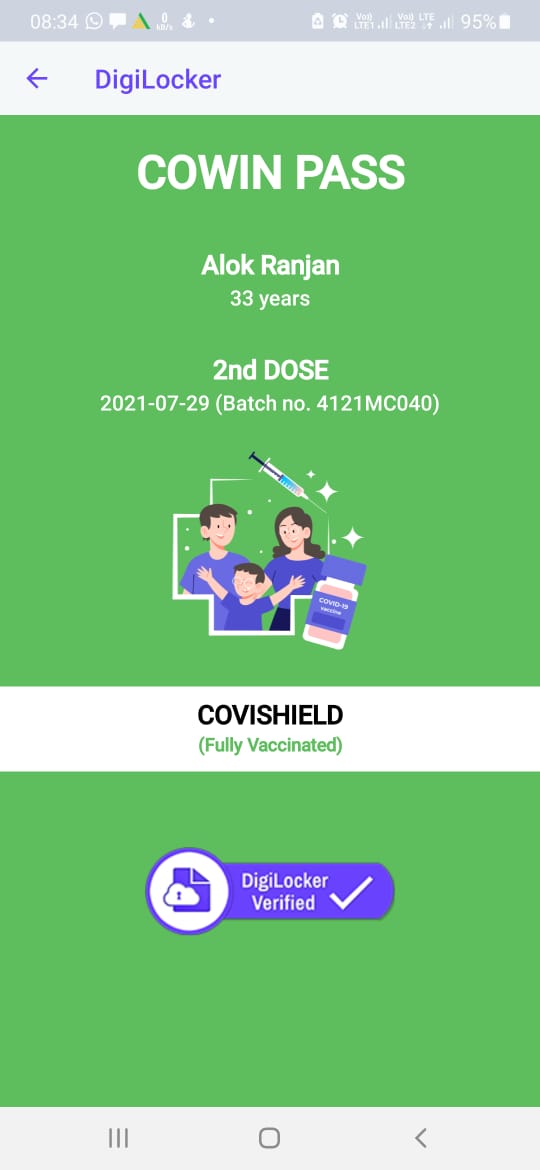 08:34
0
KB/s
Vo)) LTE1
Vo)) LTE2
LTE
95%
DigiLocker
COWIN PASS
Alok Ranjan
33 years
2nd DOSE
2021-07-29 (Batch no. 4121MC040)
COVID-19
vaccine
COVISHIELD
(Fully Vaccinated)
DigiLocker
Verified